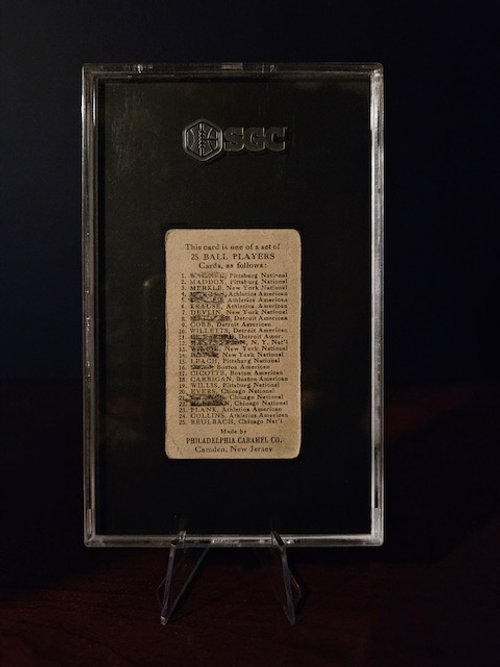 SGC
This card is one of a set of
25 BALL PLAYERS
Cards, as follows:
1. Pittsburg National
2. MADDOX, Pittsburg National
3. MERKLE, New York National
4. Athletics American
5. Athletics American
6. KRAUSE, Athletics American
7. DEVLIN, New York National
8. Detroit American
9. COBB, Detroit American
10. WILLETTS, Detroit American
11. Detroit Amer.
12. N. Y. Nat'l
13. New York National
14. New York National
15. LEACH, Pittsburg National
16. Boston American
17. CICOTTE, Boston American
18. CARRIGAN, Boston American
19. WILLIS, Pittsburg National
20. EVERS, Chicago National
21. Chicago National
22. Chicago National
23. PLANK, Athletics American
24. COLLINS, Athletics American
25. REULBACH, Chicago Nat'l
Made by
PHILADELPHIA CARAMEL CO.
Camden, New Jersey